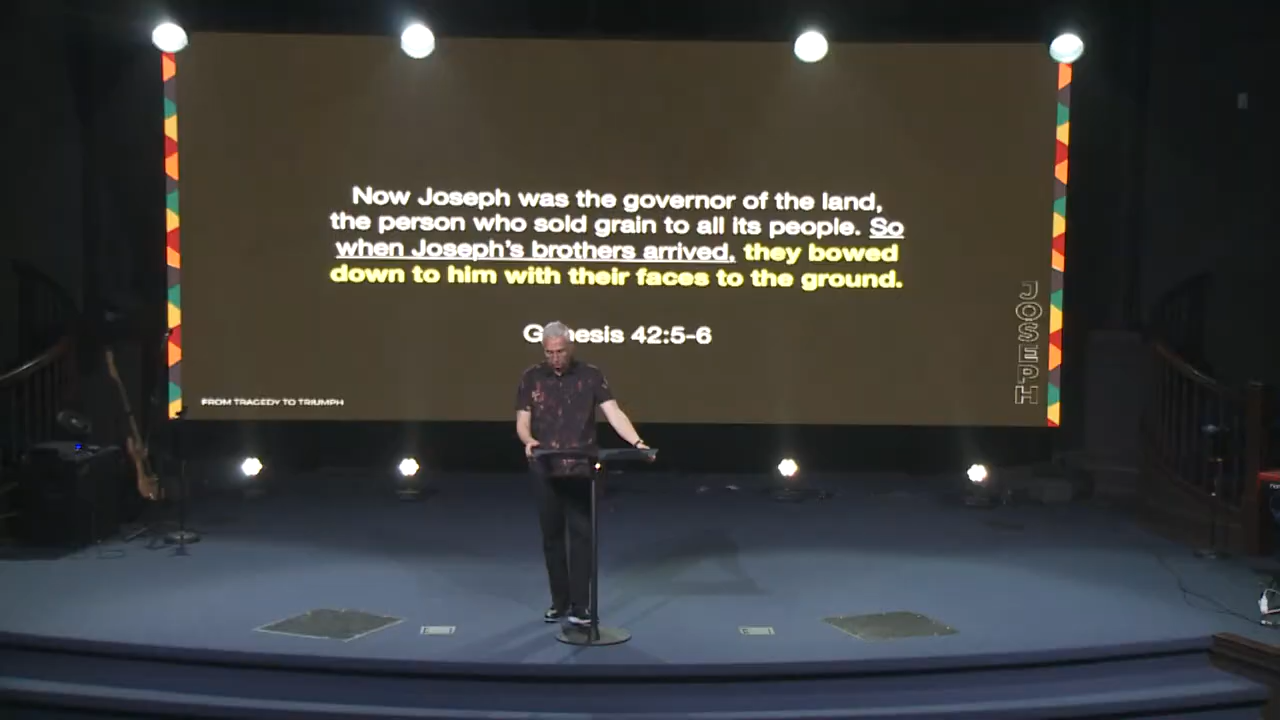 Now Joseph was the governor of the land,
the person who sold grain to all its people. So
when Joseph's brothers arrived, they bowed
down to him with their faces to the ground.
Genesis 42:5-6
JOSEPH
FROM TRAGEDY TO TRIUMPH